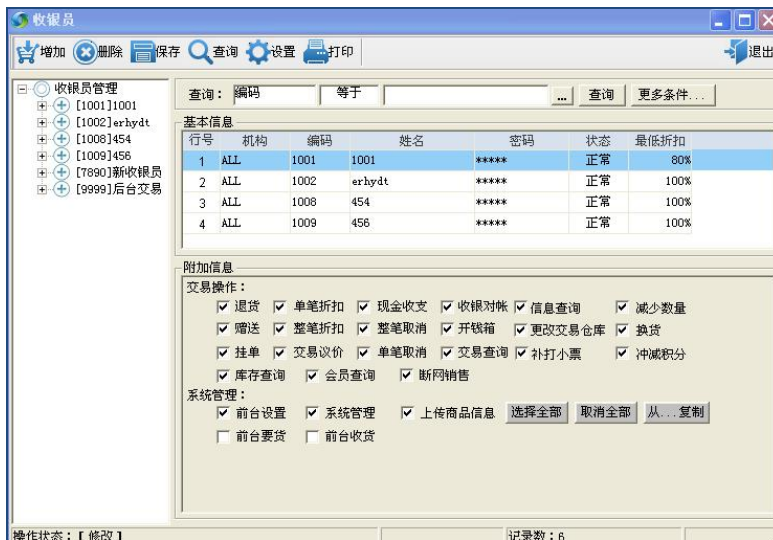 收银员
增加 删除 保存 查询 设置 打印 退出
收银员管理
[1001]1001
[1002]erhydt
[1008]454
[1009]456
[7890]新收银员
[9999]后台交易
查询： 编码 等于 ... 查询 更多条件...
基本信息
行号 机构 编码 姓名 密码 状态 最低折扣
1 ALL 1001 1001 ***** 正常 80%
2 ALL 1002 erhydt ***** 正常 100%
3 ALL 1008 454 ***** 正常 100%
4 ALL 1009 456 ***** 正常 100%
附加信息
交易操作：
退货 单笔折扣 现金收支 收银对帐 信息查询 减少数量
赠送 整笔折扣 整笔取消 开钱箱 更改交易仓库 换货
挂单 交易议价 单笔取消 交易查询 补打小票 冲减积分
库存查询 会员查询 断网销售
系统管理：
前台设置 系统管理 上传商品信息 选择全部 取消全部 从...复制
前台要货 前台收货
操作状态：[ 修改 ] 记录数：6